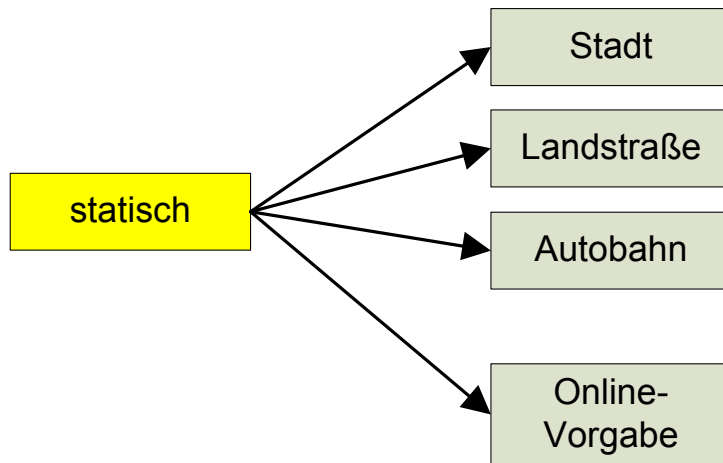 Stadt
Landstraße
statisch
Autobahn
Online-
Vorgabe